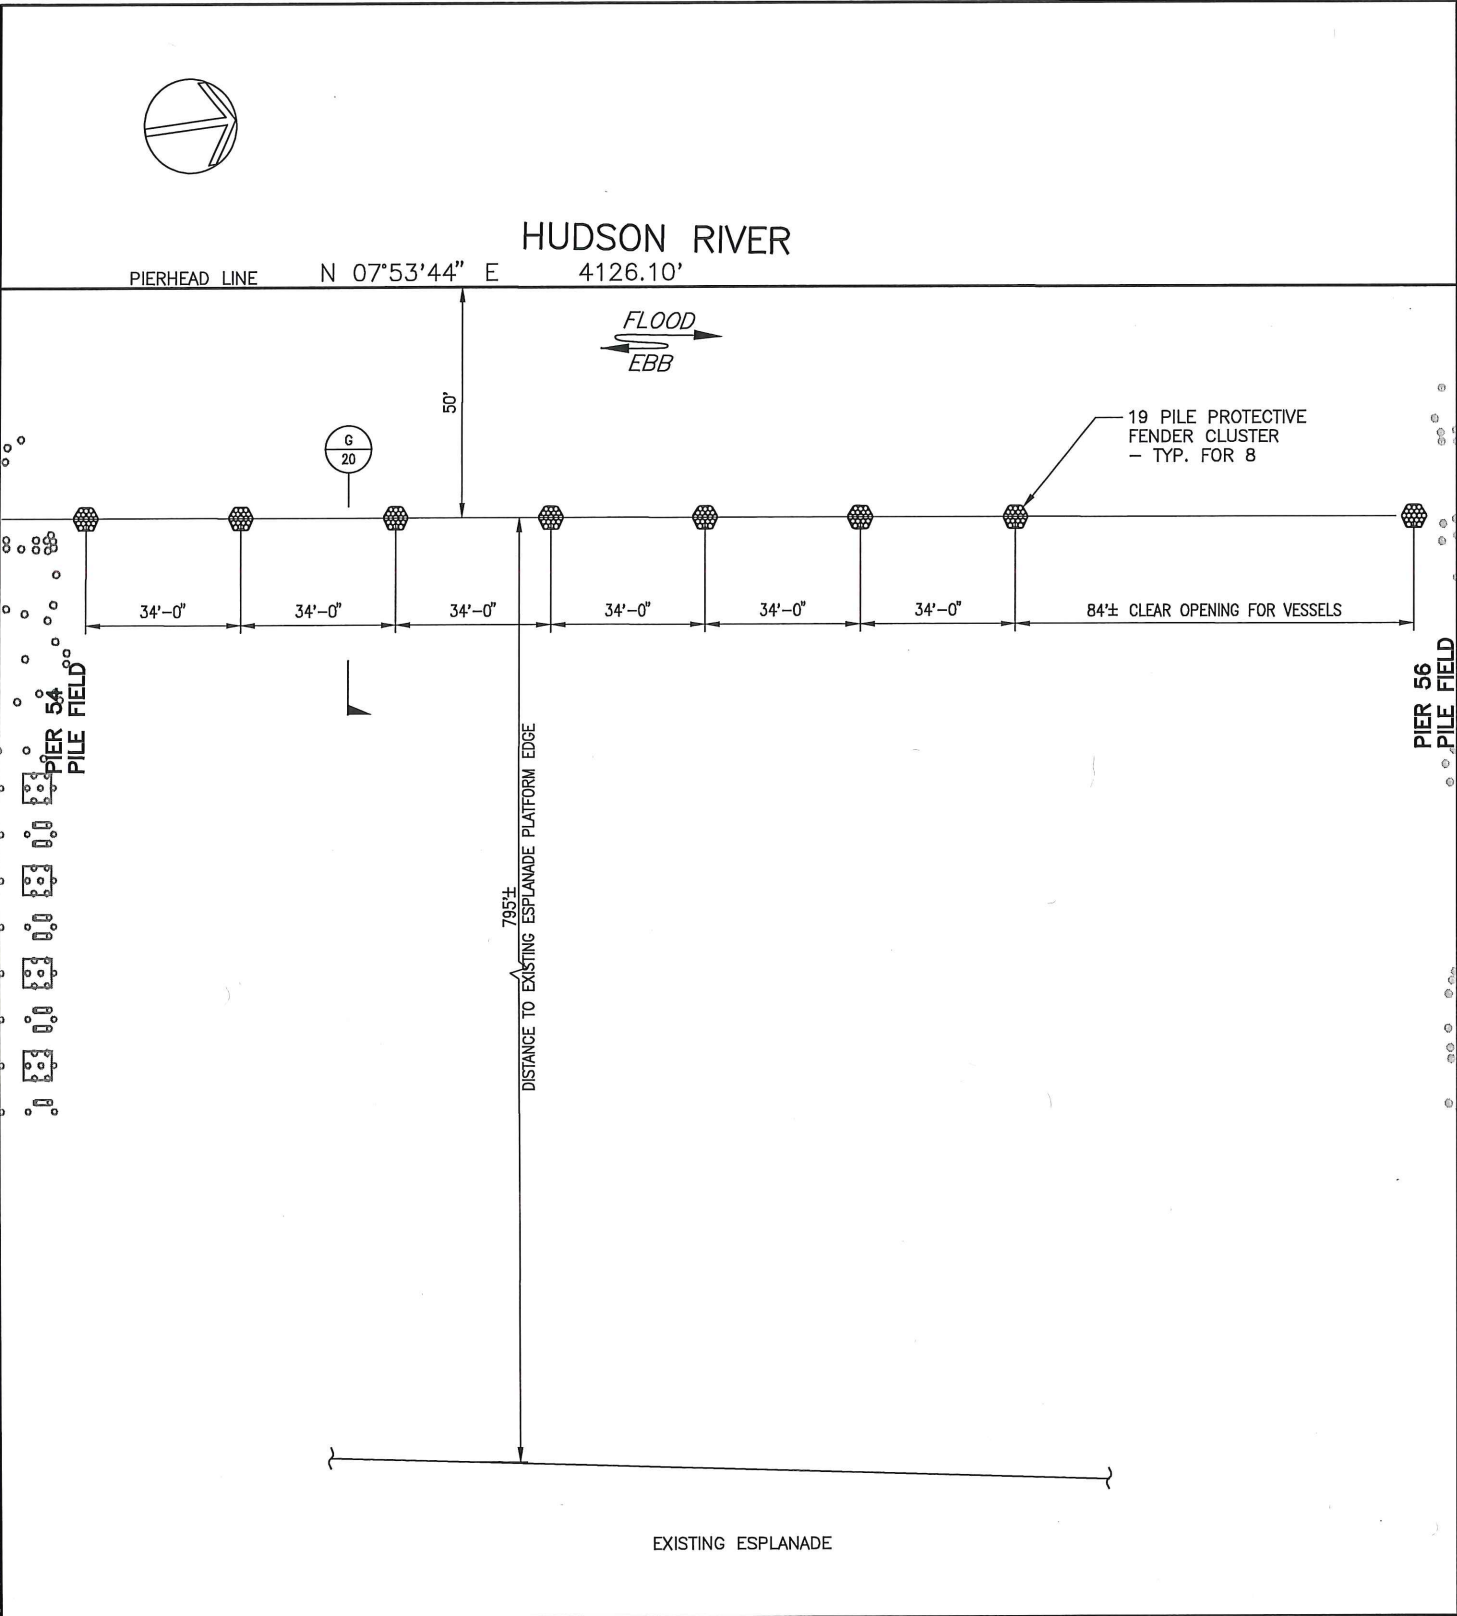 HUDSON RIVER
PIERHEAD LINE N 07°53'44" E 4126.10'
FLOOD
EBB
50'
19 PILE PROTECTIVE
FENDER CLUSTER
– TYP. FOR 8
G
20
34'–0"
34'–0"
34'–0"
34'–0"
34'–0"
34'–0"
84'± CLEAR OPENING FOR VESSELS
PIER 54
PILE FIELD
PIER 56
PILE FIELD
795'±
DISTANCE TO EXISTING ESPLANADE PLATFORM EDGE
EXISTING ESPLANADE